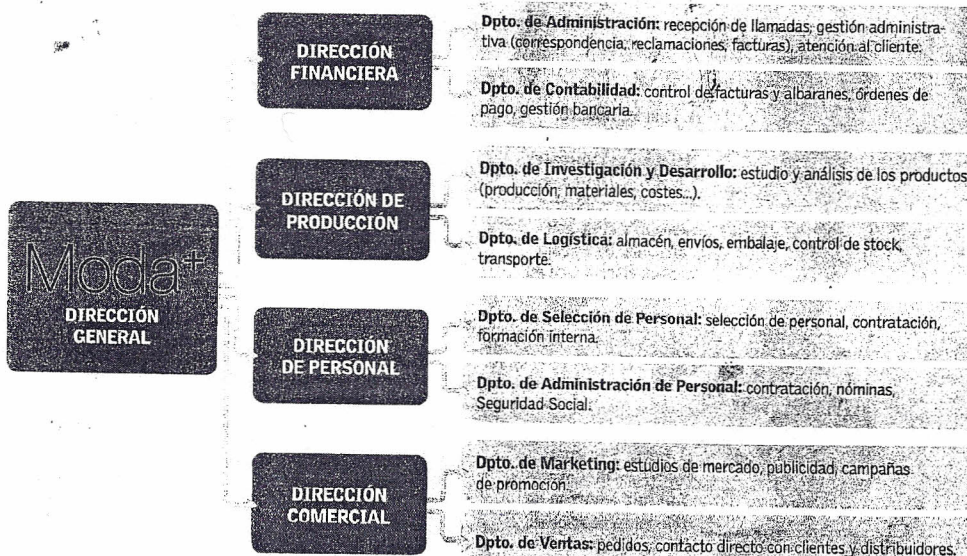 Moda+
DIRECCIÓN
GENERAL
DIRECCIÓN
FINANCIERA
Dpto. de Administración: recepción de llamadas, gestión administra-
tiva (correspondencia, reclamaciones, facturas), atención al cliente.
Dpto. de Contabilidad: control de facturas y albaranes, órdenes de
pago, gestión bancaria.
DIRECCIÓN DE
PRODUCCIÓN
Dpto. de Investigación y Desarrollo: estudio y análisis de los productos
(producción, materiales, costes...).
Dpto. de Logística: almacén, envíos, embalaje, control de stock,
transporte.
DIRECCIÓN
DE PERSONAL
Dpto. de Selección de Personal: selección de personal, contratación,
formación interna.
Dpto. de Administración de Personal: contratación, nóminas,
Seguridad Social.
DIRECCIÓN
COMERCIAL
Dpto. de Marketing: estudios de mercado, publicidad, campañas
de promoción.
Dpto. de Ventas: pedidos, contacto directo con clientes y distribuidores.